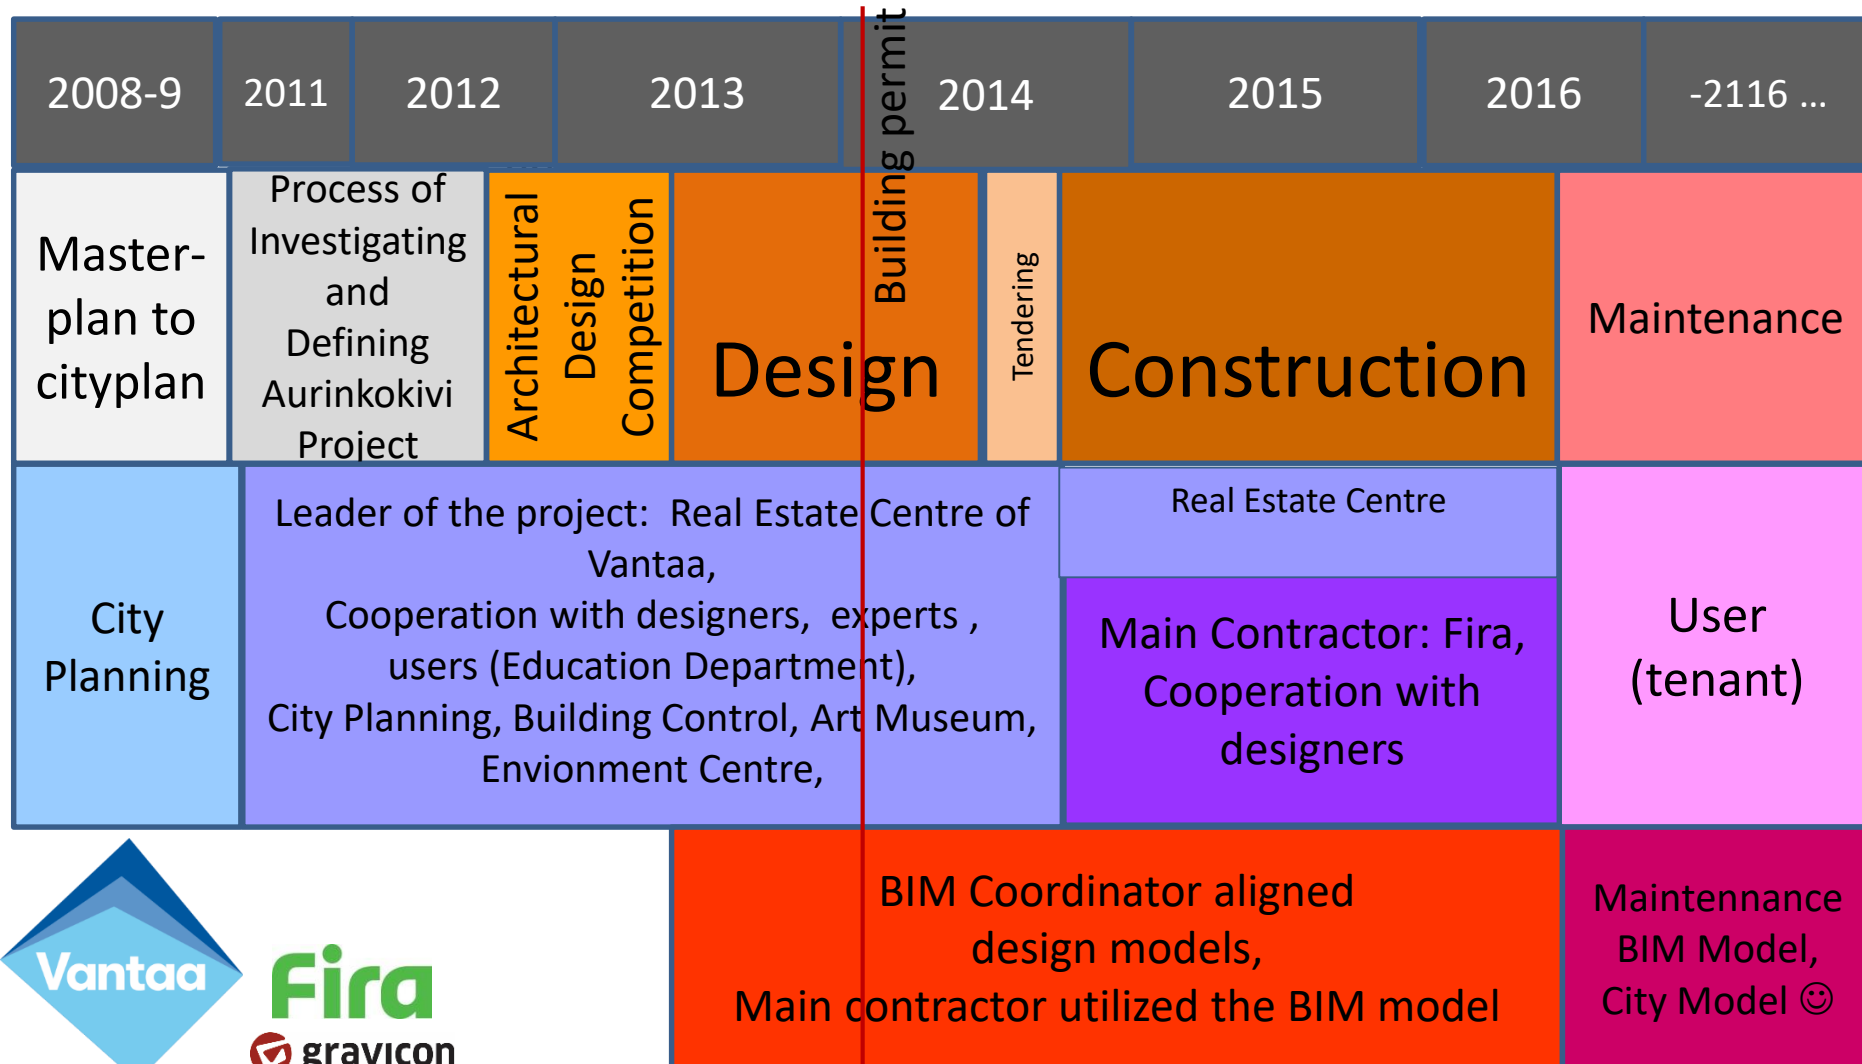 2008-9
2011
2012
2013
Building permit
2014
2015
2016
-2116 ...
Master-
plan to
cityplan
Process of
Investigating
and
Defining
Aurinkokivi
Project
Architectural
Design
Competition
Design
Tendering
Construction
Maintenance
City
Planning
Leader of the project:  Real Estate Centre of
Vantaa,
Cooperation with designers,  experts ,
users (Education Department),
City Planning, Building Control, Art Museum,
Envionment Centre,
Real Estate Centre
Main Contractor: Fira,
Cooperation with
designers
User
(tenant)
BIM Coordinator aligned
design models,
Main contractor utilized the BIM model
Maintennance
BIM Model,
City Model ☺
Vantaa
Fira
gravicon